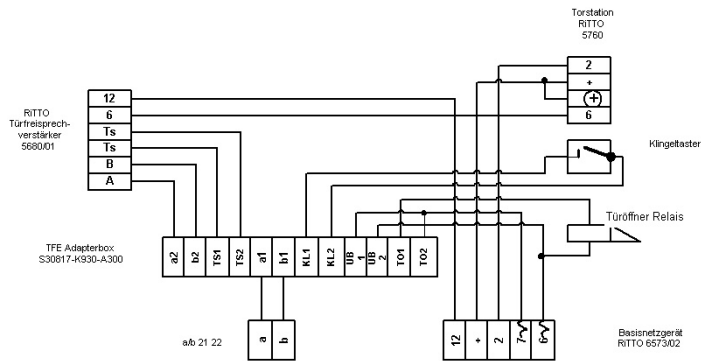 Torstation
RiTTO
5760
2
+
+
6
RiTTO
Türfreisprech-
verstärker
5680/01
12
6
Ts
Ts
B
A
Klingeltaster
Türöffner Relais
TFE Adapterbox
S30817-K930-A300
a2
b2
TS1
TS2
a1
b1
KL1
KL2
UB
1
UB
2
TO1
TO2
a/b 21 22
a
b
12
+
2
7
6
Basisnetzgerät
RiTTO 6573/02